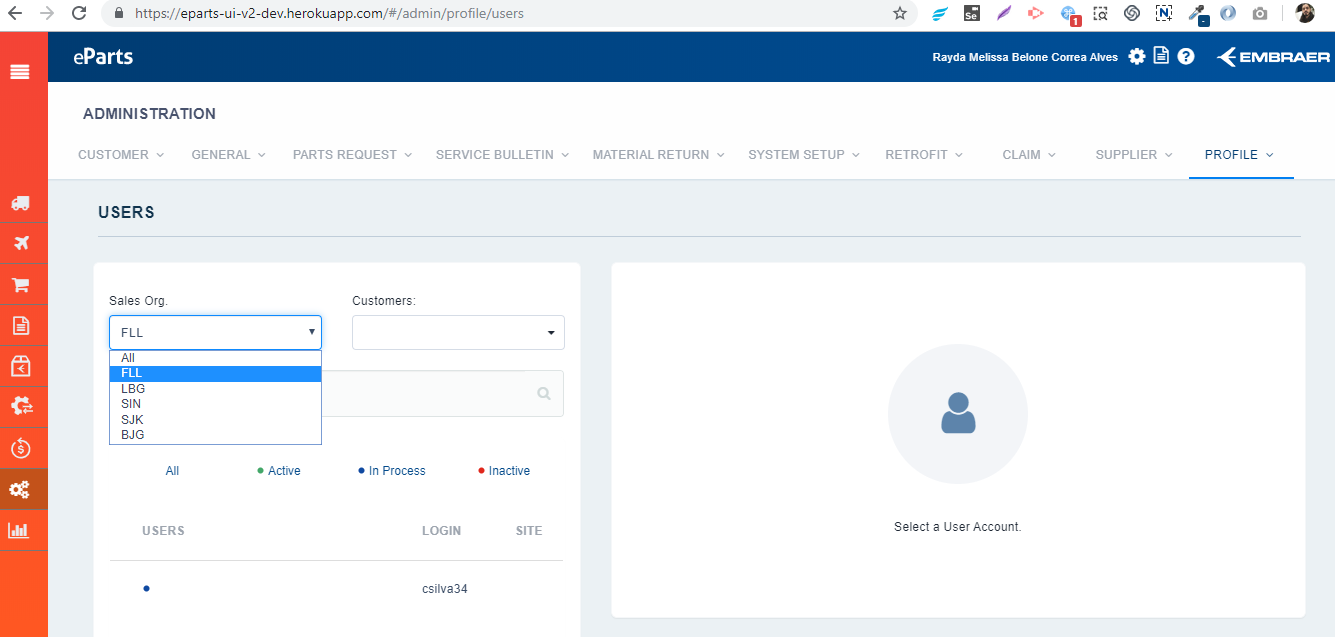 https://eparts-ui-v2-dev.herokuapp.com/#/admin/profile/users
Se
1
N
-
eParts
Rayda Melissa Belone Correa Alves
?
EMBRAER
ADMINISTRATION
CUSTOMER GENERAL PARTS REQUEST SERVICE BULLETIN MATERIAL RETURN SYSTEM SETUP RETROFIT CLAIM SUPPLIER PROFILE
USERS
Sales Org. Customers:
FLL
All
FLL
LBG
SIN
SJK
BJG
All Active In Process Inactive
USERS LOGIN SITE
csilva34
Select a User Account.